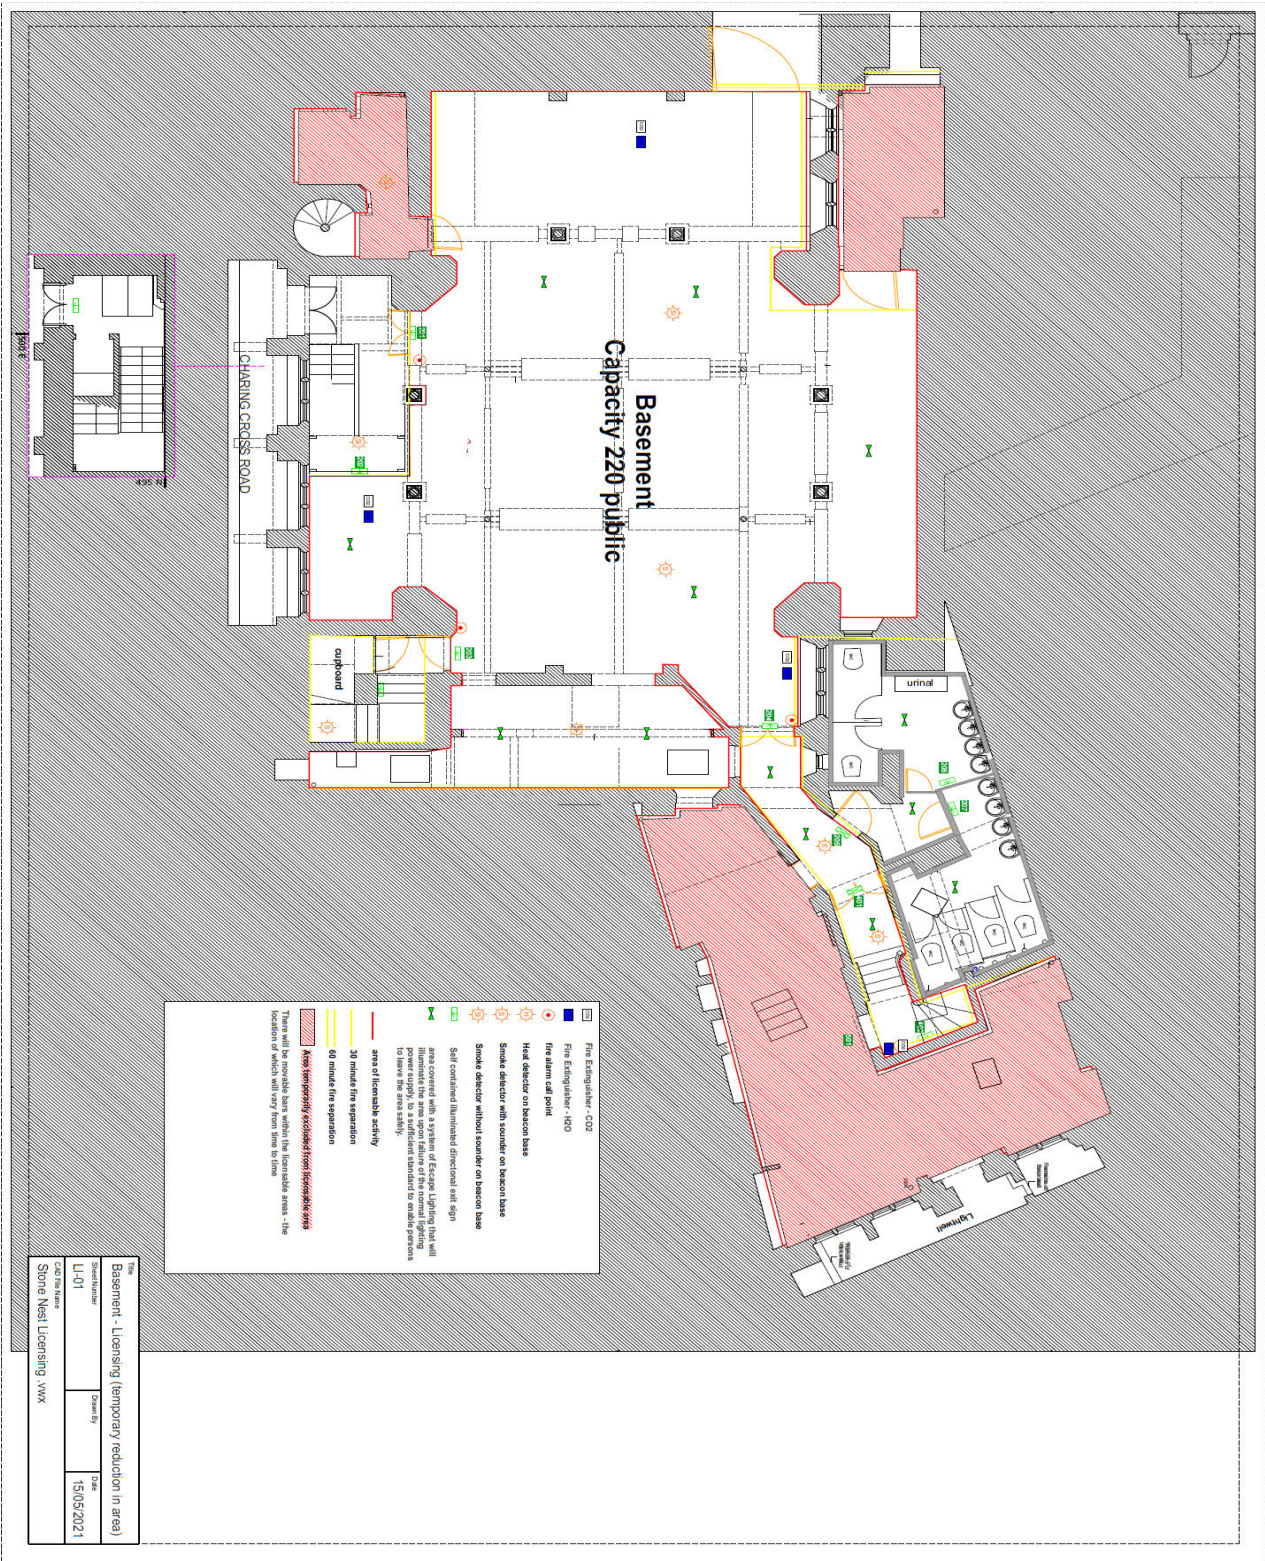 Basement
Capacity 220 public
CHARING CROSS ROAD
495 N
500 E
cupboard
urinal
Lightwell
Fire Extinguisher - CO2
Fire Extinguisher - H2O
fire alarm call point
Heat detector on beacon base
Smoke detector with sounder on beacon base
Smoke detector without sounder on beacon base
Self contained illuminated directional exit sign
area covered with a system of Escape Lighting that will
illuminate the area upon failure of the normal lighting
power supply, to a sufficient standard to enable persons
to leave the area safely.
area of licensable activity
30 minute fire separation
60 minute fire separation
Area temporarily excluded from licensable area
There will be movable bars within the licensable areas - the
location of which will vary from time to time
Title
Basement - Licensing (temporary reduction in area)
Sheet Number
LI-01
Drawn By
Date
15/05/2021
CAD File Name
Stone Nest Licensing .vwx